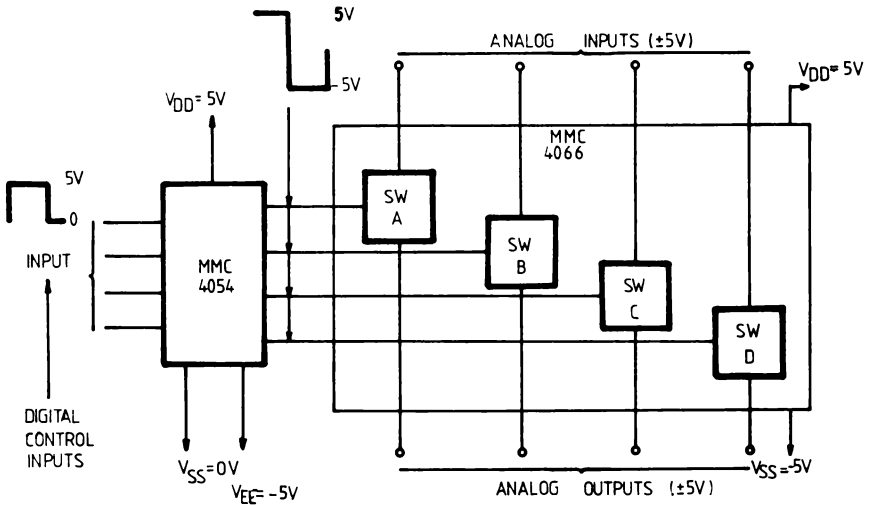 5V
-5V
ANALOG INPUTS (±5V)
VDD= 5V
VDD= 5V
MMC
4066
5V
0
SW
A
INPUT
MMC
4054
SW
B
SW
C
SW
D
DIGITAL
CONTROL
INPUTS
VSS=0V
VEE=-5V
VSS=-5V
ANALOG OUTPUTS (±5V)